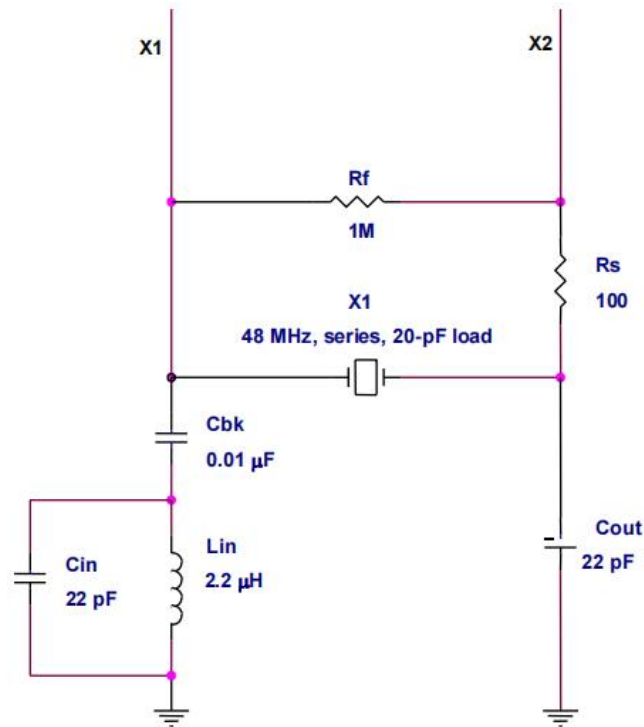 X1
X2
Rf
1M
Rs
100
X1
48 MHz, series, 20-pF load
Cbk
0.01 μF
Cin
22 pF
Lin
2.2 μH
Cout
22 pF